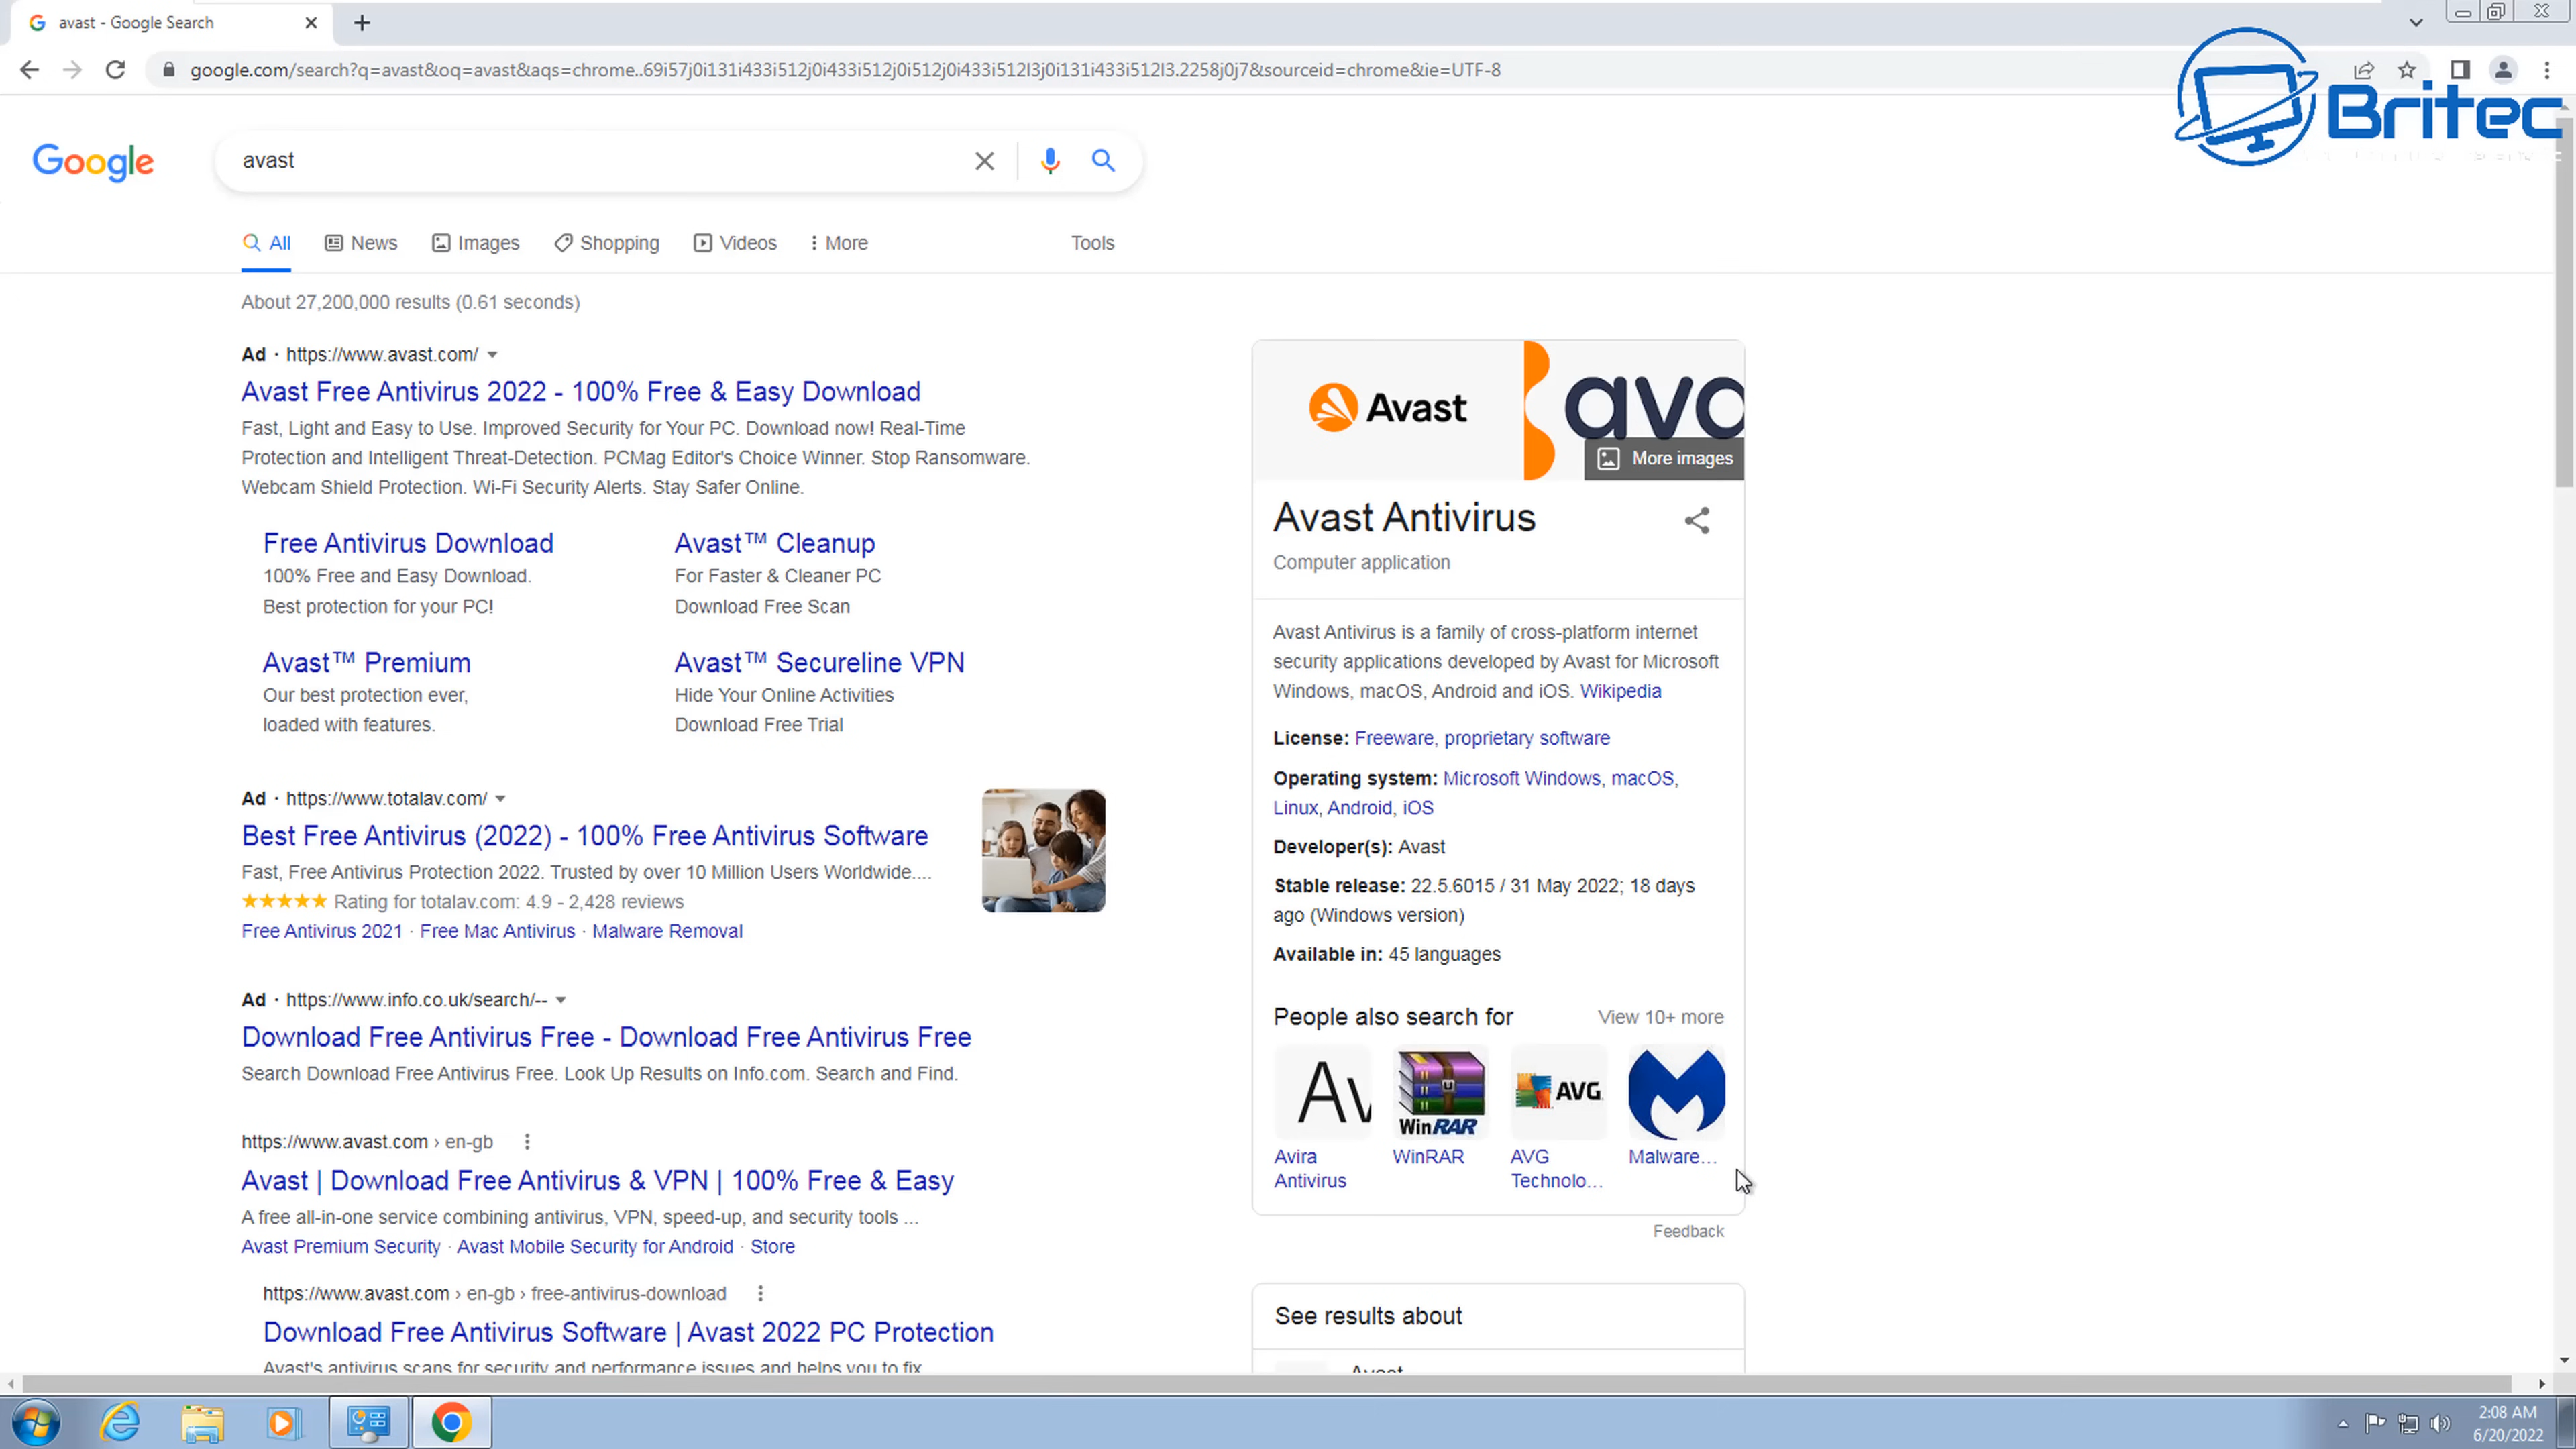 avast - Google Search
google.com/search?q=avast&oq=avast&aqs=chrome..69i57j0i131i433i512j0i433i512j0i512j0i433i512l3j0i131i433i512l3.2258j0j7&sourceid=chrome&ie=UTF-8
Britec
Google
avast
All News Images Shopping Videos More Tools
About 27,200,000 results (0.61 seconds)
Ad · https://www.avast.com/
Avast Free Antivirus 2022 - 100% Free & Easy Download
Fast, Light and Easy to Use. Improved Security for Your PC. Download now! Real-Time
Protection and Intelligent Threat-Detection. PCMag Editor's Choice Winner. Stop Ransomware.
Webcam Shield Protection. Wi-Fi Security Alerts. Stay Safer Online.
Free Antivirus Download
100% Free and Easy Download.
Best protection for your PC!
Avast™ Cleanup
For Faster & Cleaner PC
Download Free Scan
Avast™ Premium
Our best protection ever,
loaded with features.
Avast™ Secureline VPN
Hide Your Online Activities
Download Free Trial
Ad · https://www.totalav.com/
Best Free Antivirus (2022) - 100% Free Antivirus Software
Fast, Free Antivirus Protection 2022. Trusted by over 10 Million Users Worldwide....
Rating for totalav.com: 4.9 - 2,428 reviews
Free Antivirus 2021 · Free Mac Antivirus · Malware Removal
Ad · https://www.info.co.uk/search/--
Download Free Antivirus Free - Download Free Antivirus Free
Search Download Free Antivirus Free. Look Up Results on Info.com. Search and Find.
https://www.avast.com › en-gb
Avast | Download Free Antivirus & VPN | 100% Free & Easy
A free all-in-one service combining antivirus, VPN, speed-up, and security tools ...
Avast Premium Security · Avast Mobile Security for Android · Store
https://www.avast.com › en-gb › free-antivirus-download
Download Free Antivirus Software | Avast 2022 PC Protection
Avast's antivirus scans for security and performance issues and helps you to fix
Avast
More images
Avast Antivirus
Computer application
Avast Antivirus is a family of cross-platform internet
security applications developed by Avast for Microsoft
Windows, macOS, Android and iOS. Wikipedia
License: Freeware, proprietary software
Operating system: Microsoft Windows, macOS,
Linux, Android, iOS
Developer(s): Avast
Stable release: 22.5.6015 / 31 May 2022; 18 days
ago (Windows version)
Available in: 45 languages
People also search for View 10+ more
Av
WinRAR
AVG
Avira
Antivirus
WinRAR
AVG
Technolo...
Malware...
Feedback
See results about
Avast
2:08 AM
6/20/2022